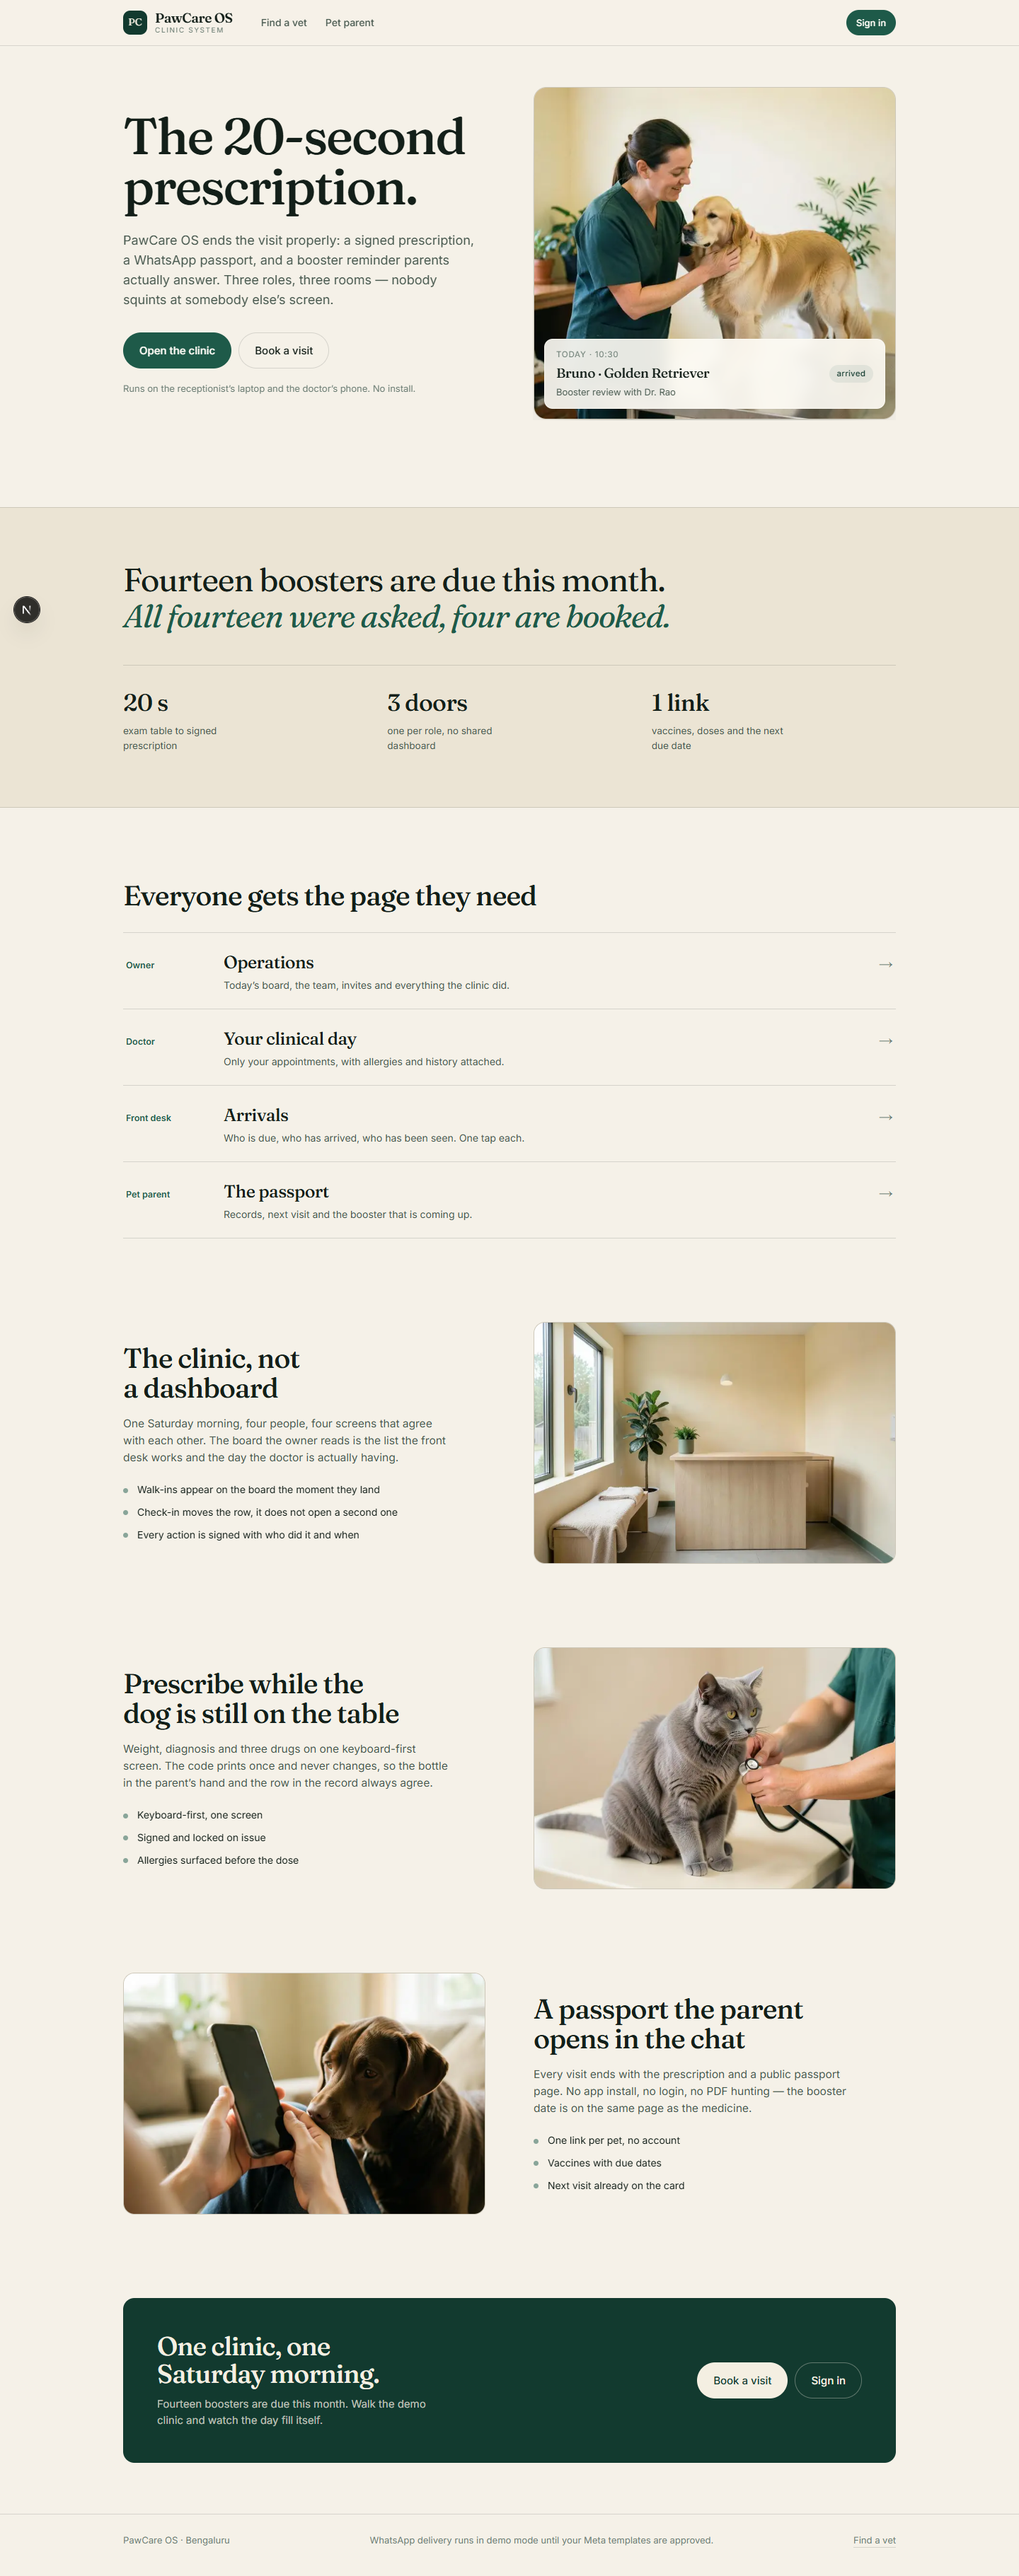 PC
PawCare OS
CLINIC SYSTEM
Find a vet
Pet parent
Sign in
The 20-second
prescription.
PawCare OS ends the visit properly: a signed prescription,
a WhatsApp passport, and a booster reminder parents
actually answer. Three roles, three rooms — nobody
squints at somebody else’s screen.
Open the clinic
Book a visit
Runs on the receptionist’s laptop and the doctor’s phone. No install.
TODAY · 10:30
Bruno · Golden Retriever
arrived
Booster review with Dr. Rao
Fourteen boosters are due this month.
All fourteen were asked, four are booked.
N
20 s
exam table to signed
prescription
3 doors
one per role, no shared
dashboard
1 link
vaccines, doses and the next
due date
Everyone gets the page they need
Owner
Operations
→
Today’s board, the team, invites and everything the clinic did.
Doctor
Your clinical day
→
Only your appointments, with allergies and history attached.
Front desk
Arrivals
→
Who is due, who has arrived, who has been seen. One tap each.
Pet parent
The passport
→
Records, next visit and the booster that is coming up.
The clinic, not
a dashboard
One Saturday morning, four people, four screens that agree
with each other. The board the owner reads is the list the front
desk works and the day the doctor is actually having.
Walk-ins appear on the board the moment they land
Check-in moves the row, it does not open a second one
Every action is signed with who did it and when
Prescribe while the
dog is still on the table
Weight, diagnosis and three drugs on one keyboard-first
screen. The code prints once and never changes, so the bottle
in the parent’s hand and the row in the record always agree.
Keyboard-first, one screen
Signed and locked on issue
Allergies surfaced before the dose
A passport the parent
opens in the chat
Every visit ends with the prescription and a public passport
page. No app install, no login, no PDF hunting — the booster
date is on the same page as the medicine.
One link per pet, no account
Vaccines with due dates
Next visit already on the card
One clinic, one
Saturday morning.
Fourteen boosters are due this month. Walk the demo
clinic and watch the day fill itself.
Book a visit
Sign in
PawCare OS · Bengaluru
WhatsApp delivery runs in demo mode until your Meta templates are approved.
Find a vet